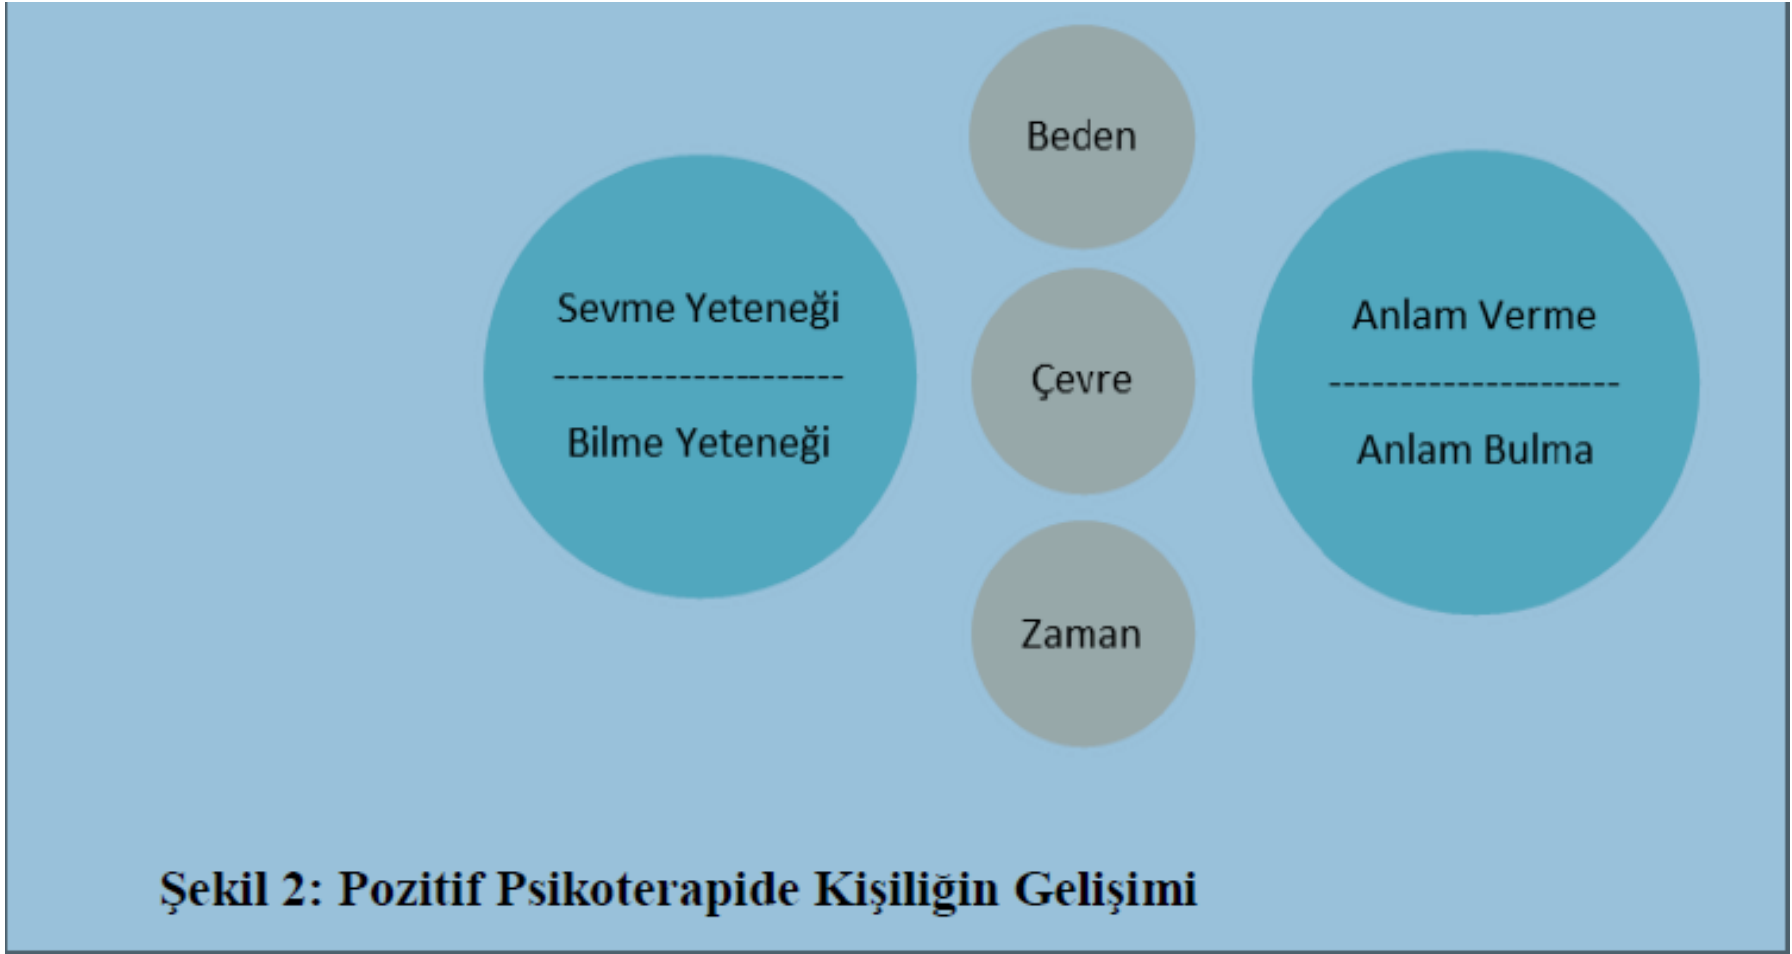 Sevme Yeteneği
---------------------
Bilme Yeteneği
Beden
Çevre
Zaman
Anlam Verme
---------------------
Anlam Bulma
Şekil 2: Pozitif Psikoterapide Kişiliğin Gelişimi